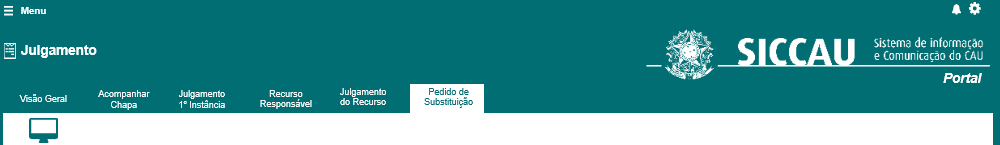 Menu
Julgamento
SICCAU
Sistema de informação
e Comunicação do CAU
Portal
Visão Geral
Acompanhar
Chapa
Julgamento
1º Instância
Recurso
Responsável
Julgamento
do Recurso
Pedido de
Substituição